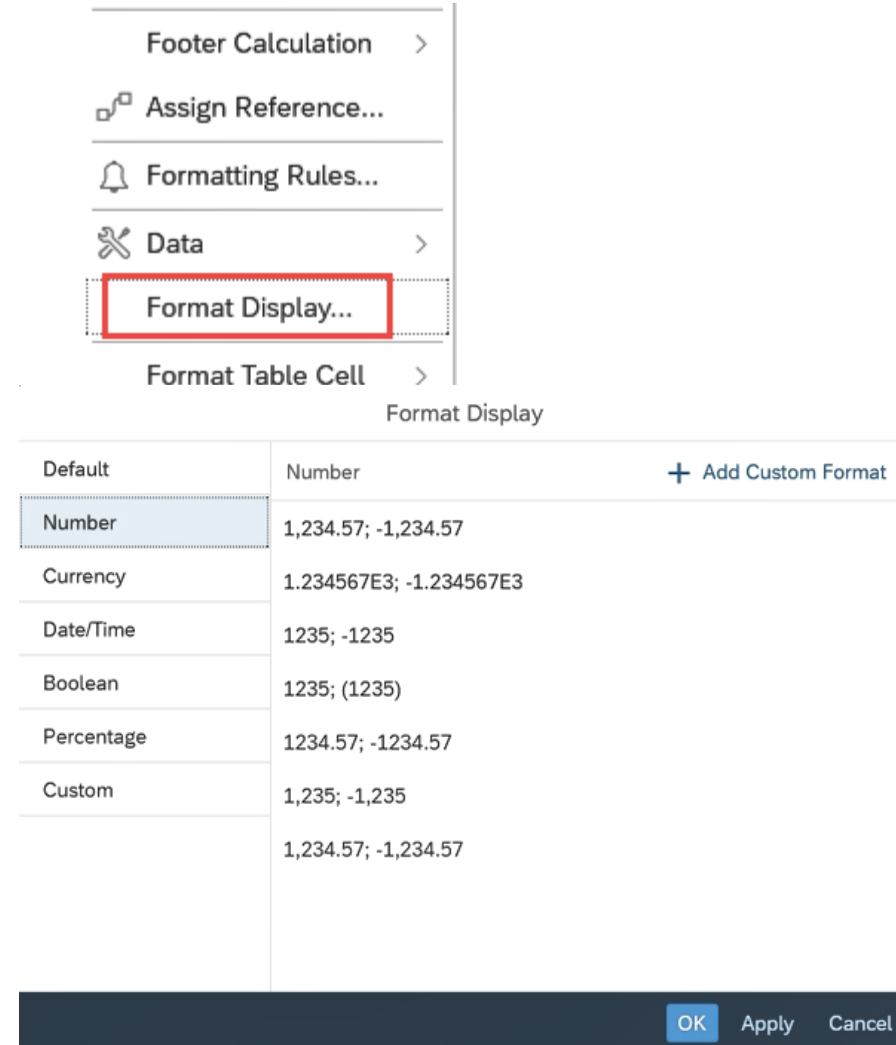 Footer Calculation
Assign Reference...
Formatting Rules...
Data
Format Display...
Format Table Cell
Format Display
Default
Number
Currency
Date/Time
Boolean
Percentage
Custom
Number
+ Add Custom Format
1,234.57; -1,234.57
1.234567E3; -1.234567E3
1235; -1235
1235; (1235)
1234.57; -1234.57
1,235; -1,235
1,234.57; -1,234.57
OK Apply Cancel